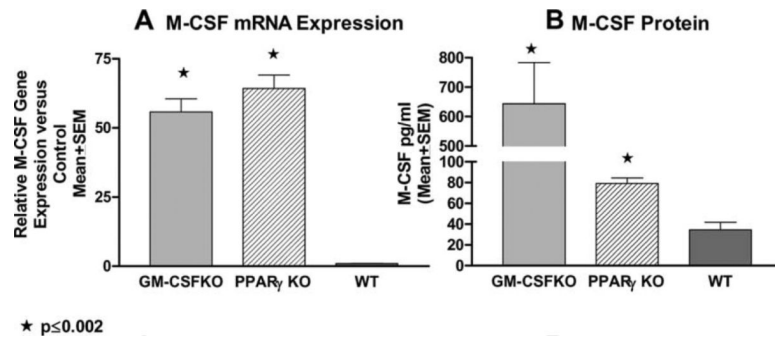 A M-CSF mRNA Expression
Relative M-CSF Gene
Expression versus
Control
Mean±SEM
75
50
25
0
★
★
GM-CSFKO PPARγ KO WT
B M-CSF Protein
M-CSF pg/ml
(Mean±SEM)
800
700
600
500
100
80
60
40
20
0
★
★
GM-CSFKO PPARγ KO WT
★ p≤0.002